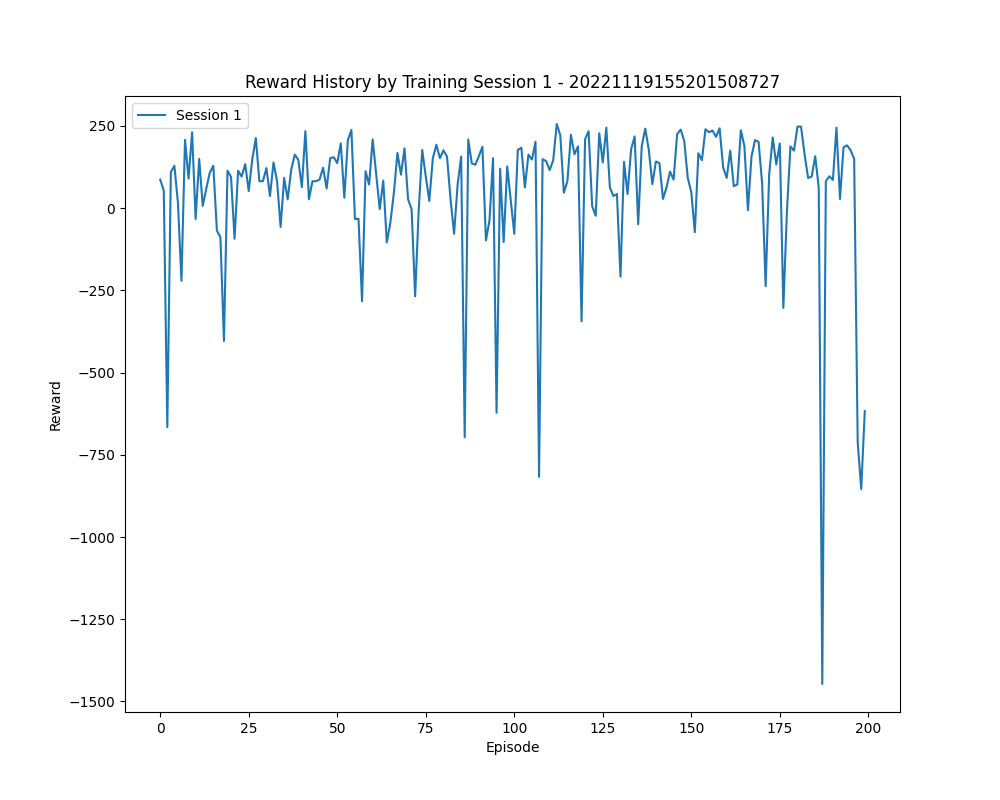 Reward History by Training Session 1 - 20221119155201508727
Session 1
250
0
−250
−500
−750
−1000
−1250
−1500
Reward
0 25 50 75 100 125 150 175 200
Episode